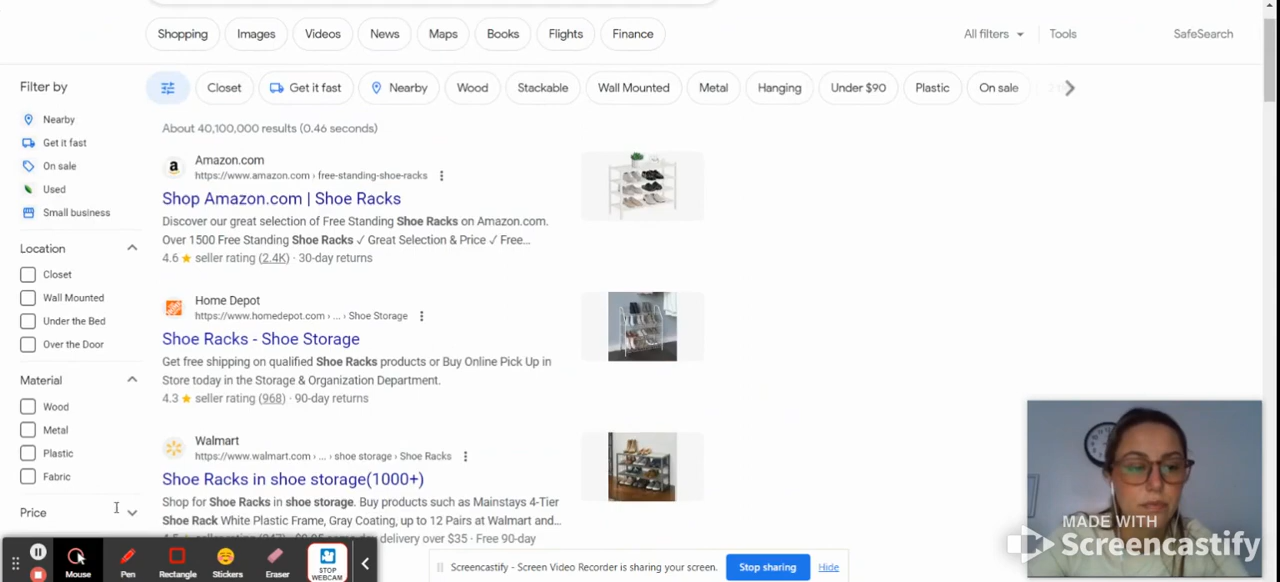 Shopping
Images
Videos
News
Maps
Books
Flights
Finance
All filters
Tools
SafeSearch
Filter by
Closet
Get it fast
Nearby
Wood
Stackable
Wall Mounted
Metal
Hanging
Under $90
Plastic
On sale
Nearby
Get it fast
On sale
Used
Small business
Location
Closet
Wall Mounted
Under the Bed
Over the Door
Material
Wood
Metal
Plastic
Fabric
Price
About 40,100,000 results (0.46 seconds)
Amazon.com
https://www.amazon.com › free-standing-shoe-racks
Shop Amazon.com | Shoe Racks
Discover our great selection of Free Standing Shoe Racks on Amazon.com.
Over 1500 Free Standing Shoe Racks ✓ Great Selection & Price ✓ Free...
4.6 ★ seller rating (2.4K) · 30-day returns
Home Depot
https://www.homedepot.com › ... › Shoe Storage
Shoe Racks - Shoe Storage
Get free shipping on qualified Shoe Racks products or Buy Online Pick Up in
Store today in the Storage & Organization Department.
4.3 ★ seller rating (968) · 90-day returns
Walmart
https://www.walmart.com › ... › shoe storage › Shoe Racks
Shoe Racks in shoe storage(1000+)
Shop for Shoe Racks in shoe storage. Buy products such as Mainstays 4-Tier
Shoe Rack White Plastic Frame, Gray Coating, up to 12 Pairs at Walmart and...
delivery over $35 · Free 90-day
Mouse
Pen
Rectangle
Stickers
Eraser
STOP
WEBCAM
Screencastify - Screen Video Recorder is sharing your screen.
Stop sharing
Hide
MADE WITH
Screencastify